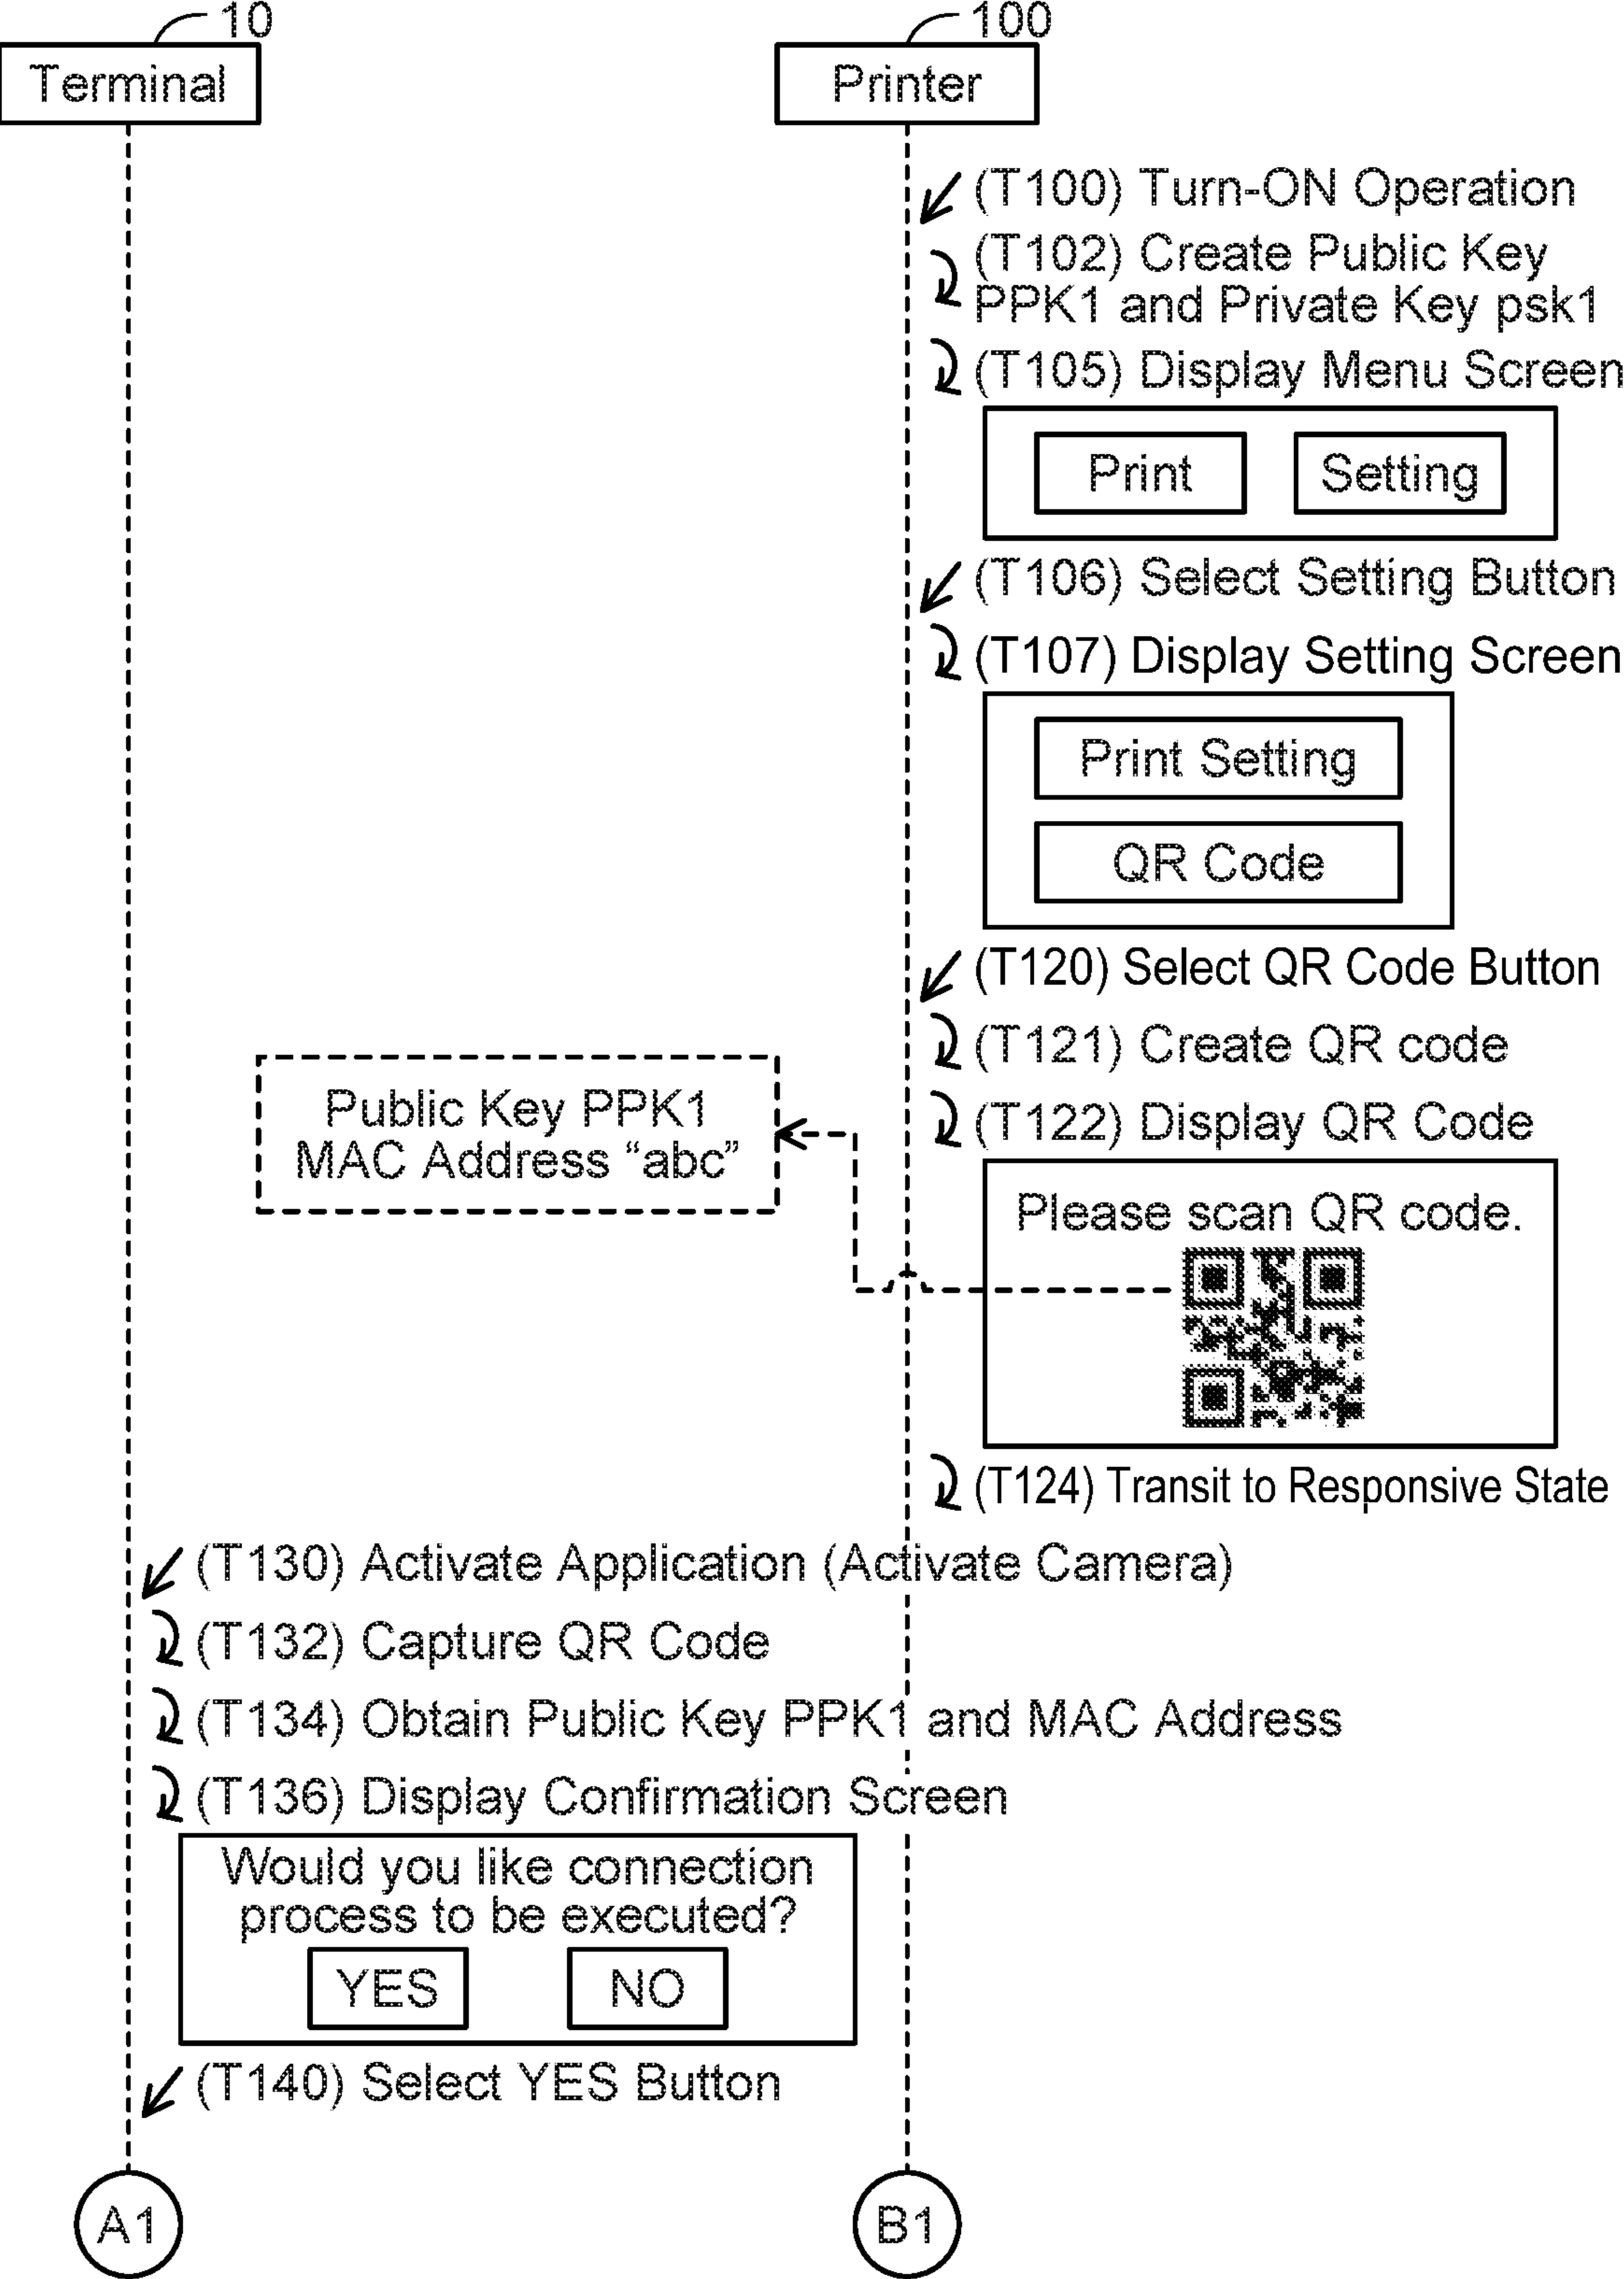 10
100
Terminal
Printer
(T100) Turn-ON Operation
(T102) Create Public Key
PPK1 and Private Key psk1
(T105) Display Menu Screen
Print
Setting
(T106) Select Setting Button
(T107) Display Setting Screen
Print Setting
QR Code
(T120) Select QR Code Button
(T121) Create QR code
Public Key PPK1
MAC Address “abc”
(T122) Display QR Code
Please scan QR code.
(T124) Transit to Responsive State
(T130) Activate Application (Activate Camera)
(T132) Capture QR Code
(T134) Obtain Public Key PPK1 and MAC Address
(T136) Display Confirmation Screen
Would you like connection
process to be executed?
YES
NO
(T140) Select YES Button
A1
B1